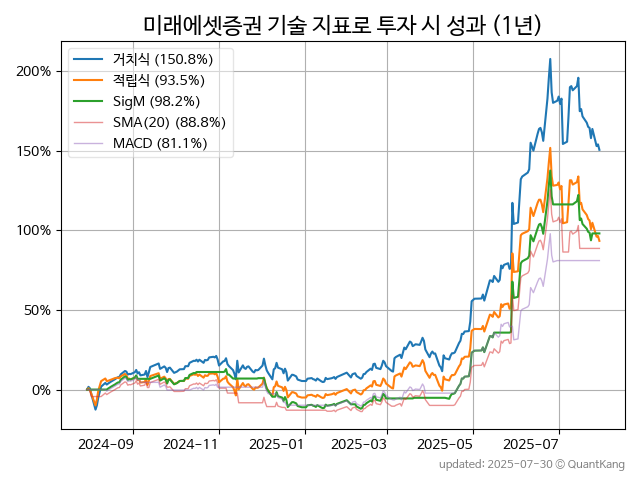 미래에셋증권 기술 지표로 투자 시 성과 (1년)
거치식 (150.8%)
적립식 (93.5%)
SigM (98.2%)
SMA(20) (88.8%)
MACD (81.1%)
200%
150%
100%
50%
0%
2024-09 2024-11 2025-01 2025-03 2025-05 2025-07
updated: 2025-07-30 © QuantKang